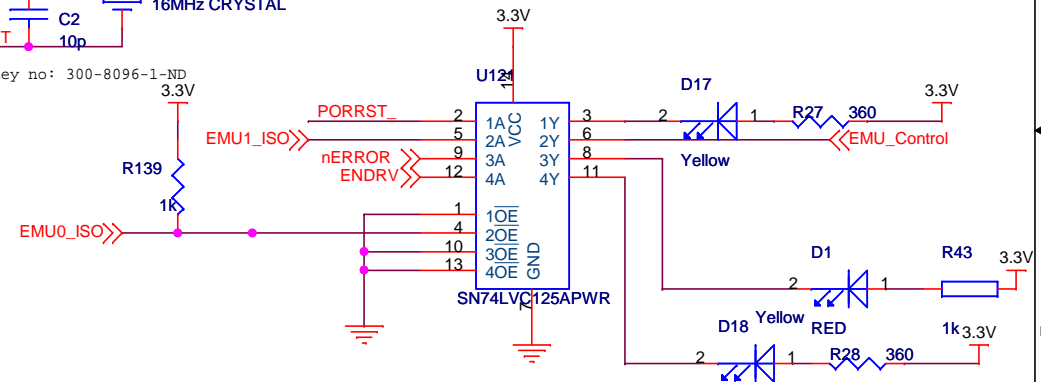 16MHz CRYSTAL
C2
10p
T
ey no: 300-8096-1-ND
3.3V
3.3V
U121
14
D17
3.3V
PORRST_ 2 1A VCC 1Y 3 2 1 R27 360
EMU1_ISO 5 2A 2Y 6 EMU_Control
nERROR 9 3A 3Y 8 Yellow
ENDRV 12 4A 4Y 11
R139
1k
1 1OE
EMU0_ISO 4 2OE
10 3OE
13 4OE GND
D1 R43
3.3V
2 1
SN74LVC125APWR
7
Yellow RED 1k
D18 3.3V
2 1 R28 360